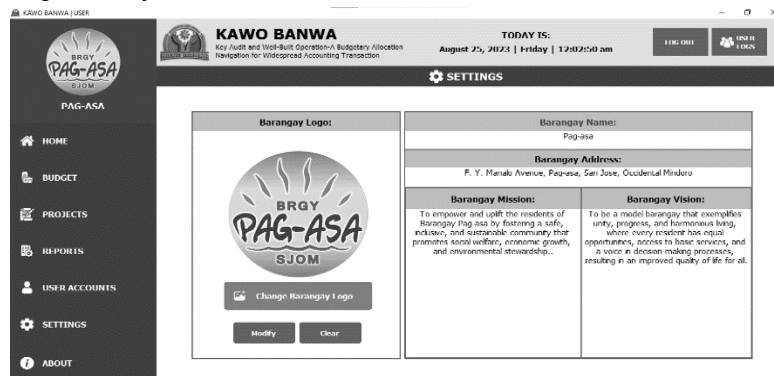 KAWO BANWA | USER
BRGY
PAG-ASA
SJOM
PAG-ASA
HOME
BUDGET
PROJECTS
REPORTS
USER ACCOUNTS
SETTINGS
ABOUT
KAWO BANWA
Key Audit and Well-Built Operation-A Budgetary Allocation
Navigation for Widespread Accounting Transaction
TODAY IS:
August 25, 2023 | Friday | 12:02:50 am
LOG OUT
USER
LOGS
SETTINGS
Barangay Logo:
BRGY
PAG-ASA
SJOM
Change Barangay Logo
Modify
Clear
Barangay Name:
Pag-asa
Barangay Address:
F. Y. Manalo Avenue, Pag-asa, San Jose, Occidental Mindoro
Barangay Mission:
To empower and uplift the residents of
Barangay Pag-asa by fostering a safe,
inclusive, and sustainable community that
promotes social welfare, economic growth,
and environmental stewardship..
Barangay Vision:
To be a model barangay that exemplifies
unity, progress, and harmonious living,
where every resident has equal
opportunities, access to basic services, and
a voice in decision-making processes,
resulting in an improved quality of life for all.